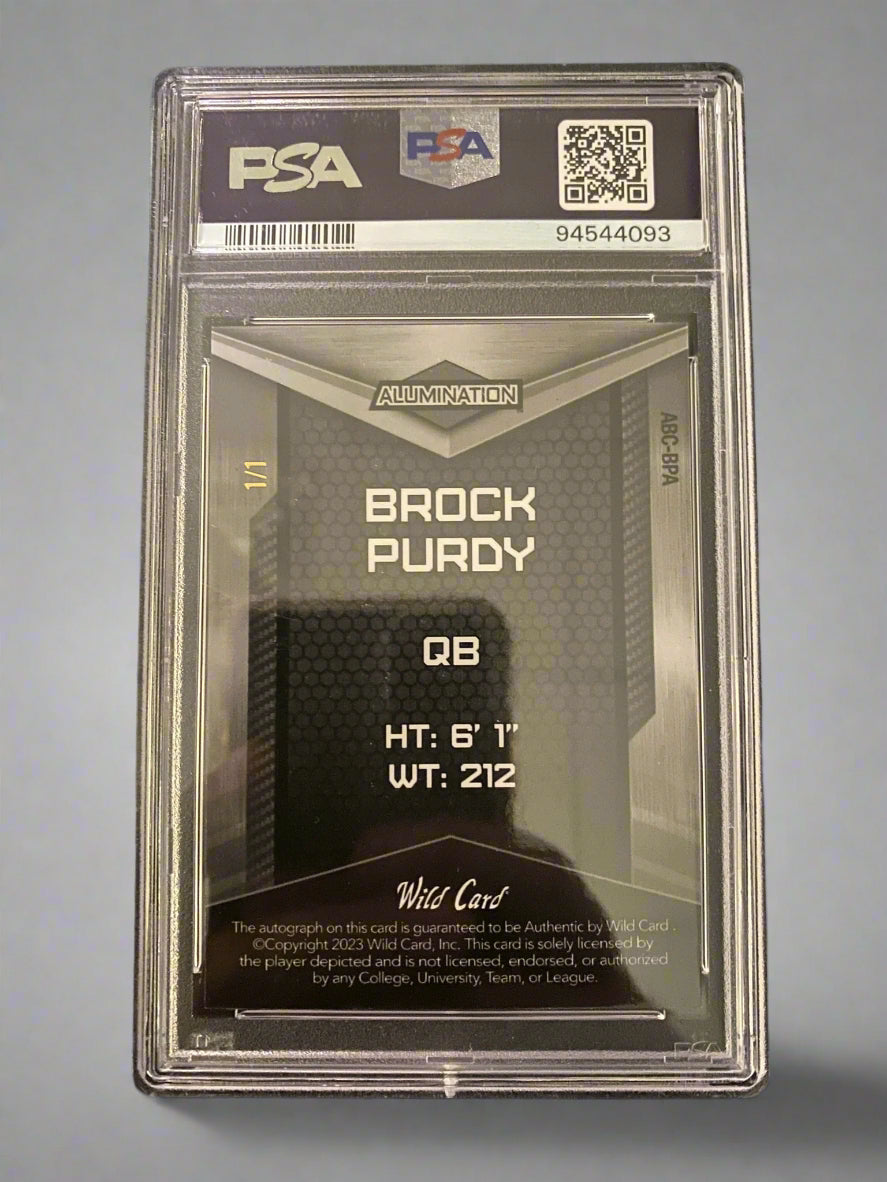 PSA
PSA
94544093
ALUMINATION
1/1
ABC-BPA
BROCK
PURDY
QB
HT: 6' 1"
WT: 212
Wild Card
The autograph on this card is guaranteed to be Authentic by Wild Card .
©Copyright 2023 Wild Card, Inc. This card is solely licensed by
the player depicted and is not licensed, endorsed, or authorized
by any College, University, Team, or League.
PSA